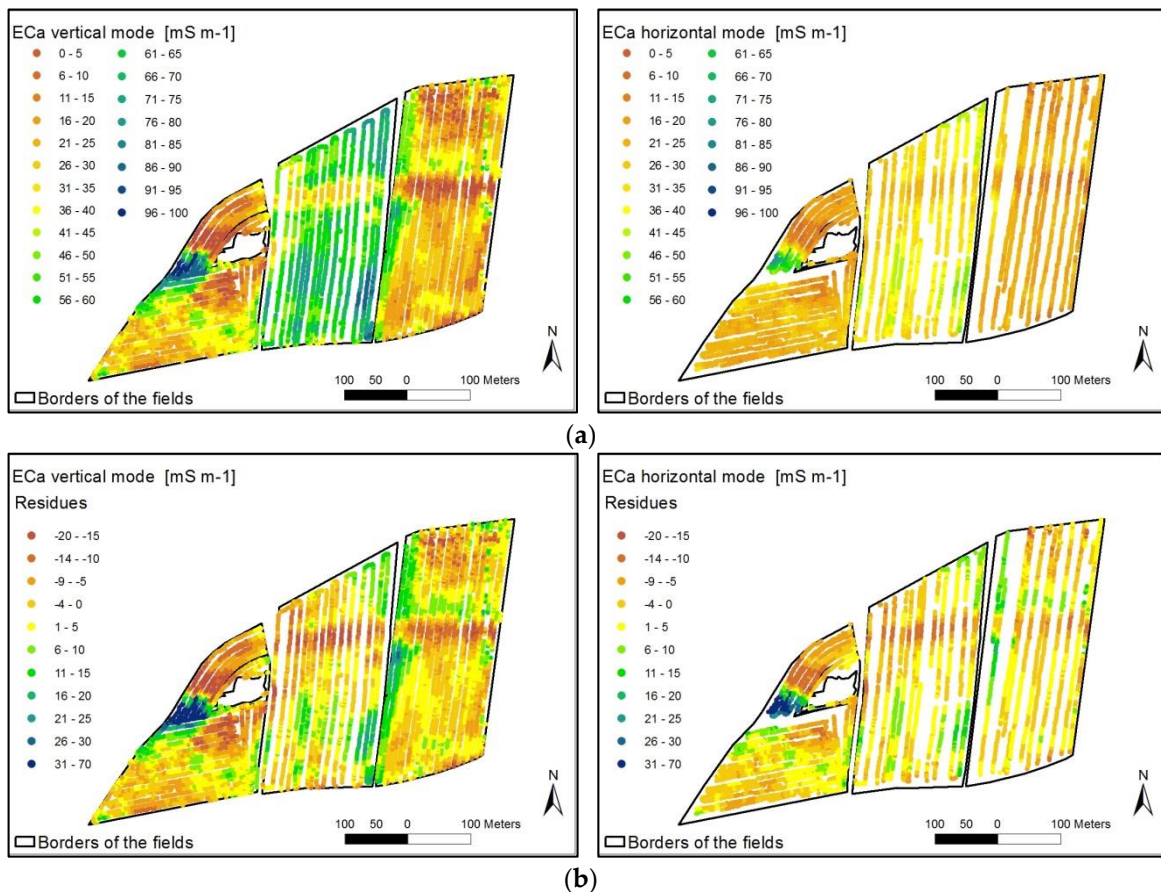 ECa vertical mode [mS m-1]
0 - 5 61 - 65
6 - 10 66 - 70
11 - 15 71 - 75
16 - 20 76 - 80
21 - 25 81 - 85
26 - 30 86 - 90
31 - 35 91 - 95
36 - 40 96 - 100
41 - 45
46 - 50
51 - 55
56 - 60
N
100 50 0 100 Meters
Borders of the fields
ECa horizontal mode [mS m-1]
0 - 5 61 - 65
6 - 10 66 - 70
11 - 15 71 - 75
16 - 20 76 - 80
21 - 25 81 - 85
26 - 30 86 - 90
31 - 35 91 - 95
36 - 40 96 - 100
41 - 45
46 - 50
51 - 55
56 - 60
N
100 50 0 100 Meters
Borders of the fields
(a)
ECa vertical mode [mS m-1]
Residues
-20 - -15
-14 - -10
-9 - -5
-4 - 0
1 - 5
6 - 10
11 - 15
16 - 20
21 - 25
26 - 30
31 - 70
N
100 50 0 100 Meters
Borders of the fields
ECa horizontal mode [mS m-1]
Residues
-20 - -15
-14 - -10
-9 - -5
-4 - 0
1 - 5
6 - 10
11 - 15
16 - 20
21 - 25
26 - 30
31 - 70
N
100 50 0 100 Meters
Borders of the fields
(b)